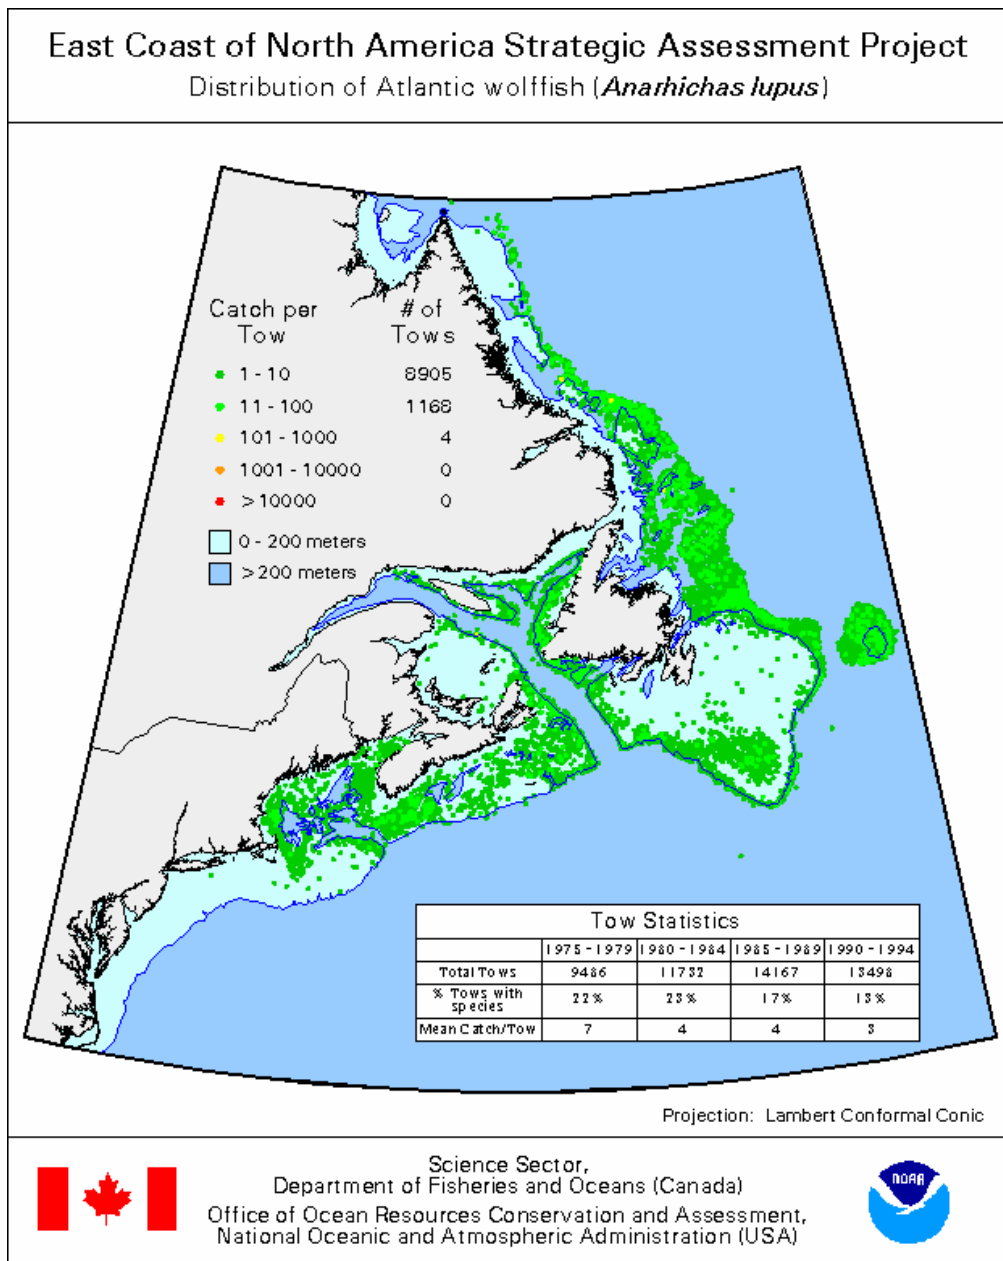 East Coast of North America Strategic Assessment Project
Distribution of Atlantic wolffish (Anarhichas lupus)
Catch per Tow # of Tows
1 - 10 8905
11 - 100 1168
101 - 1000 4
1001 - 10000 0
>10000 0
0 - 200 meters
>200 meters
Tow Statistics
1975 - 1979 1980 - 1984 1985 - 1989 1990 - 1994
Total Tows 9486 11732 14167 13498
% Tows with species 22% 23% 17% 13%
Mean Catch/Tow 7 4 4 3
Projection: Lambert Conformal Conic
Science Sector,
Department of Fisheries and Oceans (Canada)
Office of Ocean Resources Conservation and Assessment,
National Oceanic and Atmospheric Administration (USA)
NOAA